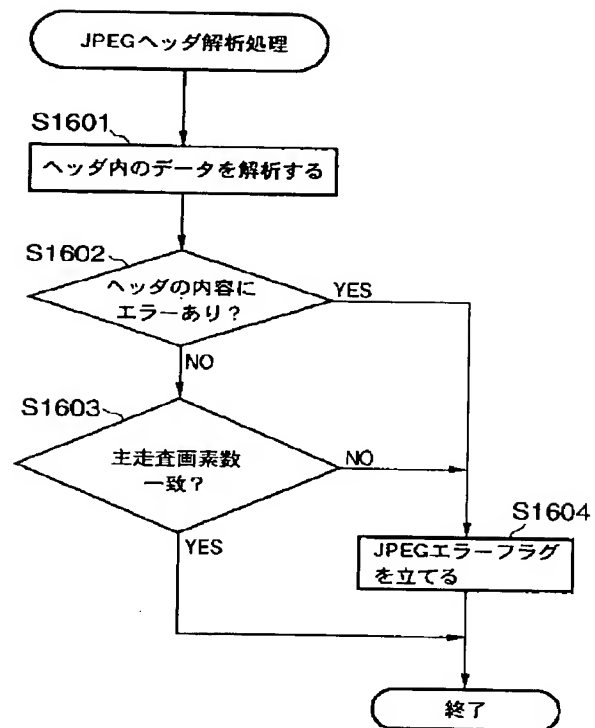 JPEGヘッダ解析処理
S1601
ヘッダ内のデータを解析する
S1602
ヘッダの内容に
エラーあり？
YES
NO
S1603
主走査画素数
一致？
NO
YES
S1604
JPEGエラーフラグ
を立てる
終了